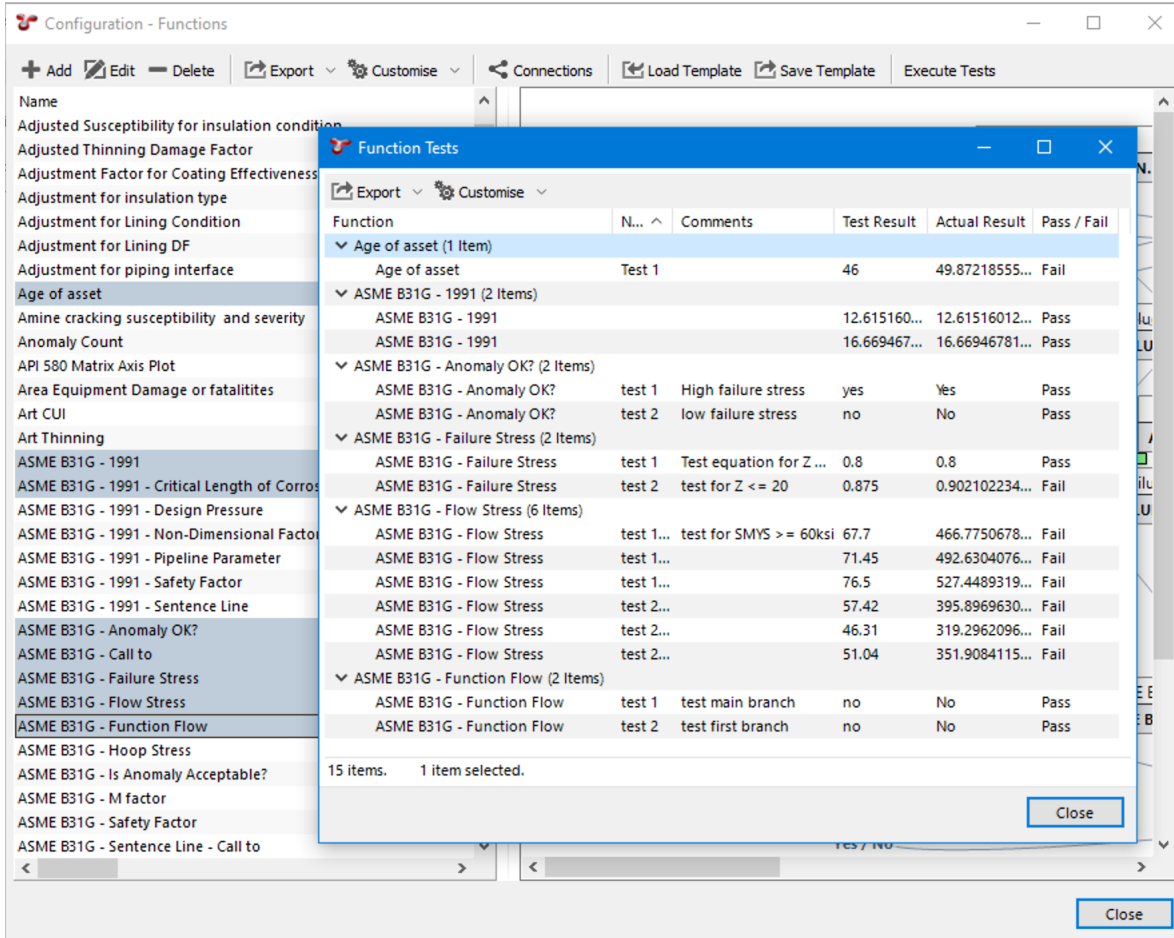 Configuration - Functions
Add Edit Delete Export Customise Connections Load Template Save Template Execute Tests
Name
Adjusted Susceptibility for insulation condition
Adjusted Thinning Damage Factor
Adjustment Factor for Coating Effectiveness
Adjustment for insulation type
Adjustment for Lining Condition
Adjustment for Lining DF
Adjustment for piping interface
Age of asset
Amine cracking susceptibility and severity
Anomaly Count
API 580 Matrix Axis Plot
Area Equipment Damage or fatalitites
Art CUI
Art Thinning
ASME B31G - 1991
ASME B31G - 1991 - Critical Length of Corros
ASME B31G - 1991 - Design Pressure
ASME B31G - 1991 - Non-Dimensional Factor
ASME B31G - 1991 - Pipeline Parameter
ASME B31G - 1991 - Safety Factor
ASME B31G - 1991 - Sentence Line
ASME B31G - Anomaly OK?
ASME B31G - Call to
ASME B31G - Failure Stress
ASME B31G - Flow Stress
ASME B31G - Function Flow
ASME B31G - Hoop Stress
ASME B31G - Is Anomaly Acceptable?
ASME B31G - M factor
ASME B31G - Safety Factor
ASME B31G - Sentence Line - Call to
Function Tests
Export Customise
Function N... Comments Test Result Actual Result Pass / Fail
Age of asset (1 Item)
Age of asset Test 1 46 49.87218555... Fail
ASME B31G - 1991 (2 Items)
ASME B31G - 1991 12.615160... 12.61516012... Pass
ASME B31G - 1991 16.669467... 16.66946781... Pass
ASME B31G - Anomaly OK? (2 Items)
ASME B31G - Anomaly OK? test 1 High failure stress yes Yes Pass
ASME B31G - Anomaly OK? test 2 low failure stress no No Pass
ASME B31G - Failure Stress (2 Items)
ASME B31G - Failure Stress test 1 Test equation for Z ... 0.8 0.8 Pass
ASME B31G - Failure Stress test 2 test for Z <= 20 0.875 0.902102234... Fail
ASME B31G - Flow Stress (6 Items)
ASME B31G - Flow Stress test 1... test for SMYS >= 60ksi 67.7 466.7750678... Fail
ASME B31G - Flow Stress test 1... 71.45 492.6304076... Fail
ASME B31G - Flow Stress test 1... 76.5 527.4489319... Fail
ASME B31G - Flow Stress test 2... 57.42 395.8969630... Fail
ASME B31G - Flow Stress test 2... 46.31 319.2962096... Fail
ASME B31G - Flow Stress test 2... 51.04 351.9084115... Fail
ASME B31G - Function Flow (2 Items)
ASME B31G - Function Flow test 1 test main branch no No Pass
ASME B31G - Function Flow test 2 test first branch no No Pass
15 items. 1 item selected.
Close
Yes / No
Close